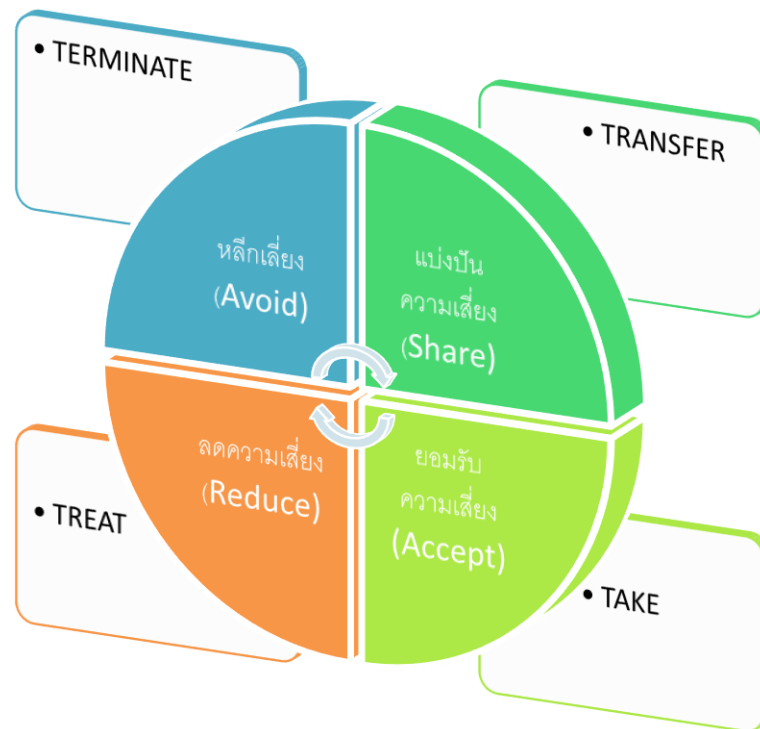 • TERMINATE
• TRANSFER
หลีกเลี่ยง
(Avoid)
แบ่งปัน
ความเสี่ยง
(Share)
ลดความเสี่ยง
(Reduce)
ยอมรับ
ความเสี่ยง
(Accept)
• TREAT
• TAKE